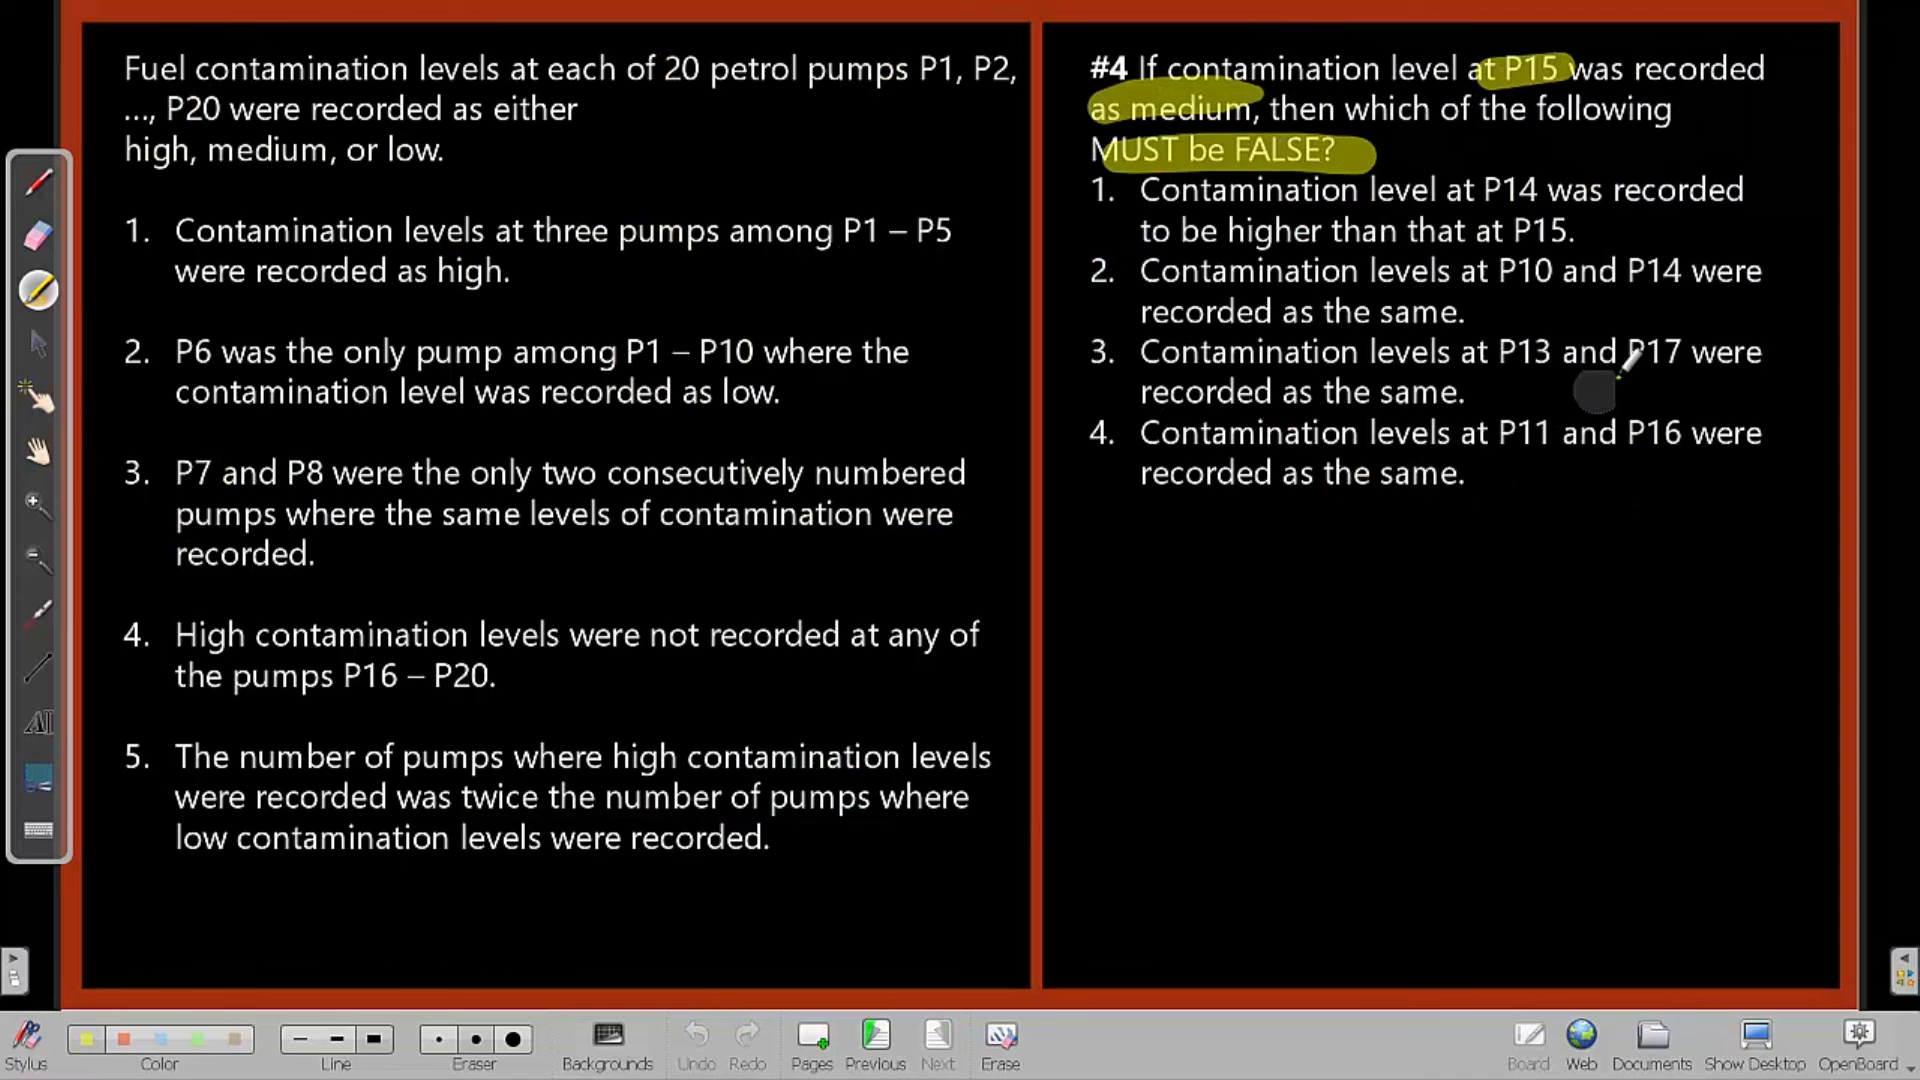 Fuel contamination levels at each of 20 petrol pumps P1, P2,
..., P20 were recorded as either
high, medium, or low.
1. Contamination levels at three pumps among P1 – P5
were recorded as high.
2. P6 was the only pump among P1 – P10 where the
contamination level was recorded as low.
3. P7 and P8 were the only two consecutively numbered
pumps where the same levels of contamination were
recorded.
4. High contamination levels were not recorded at any of
the pumps P16 – P20.
5. The number of pumps where high contamination levels
were recorded was twice the number of pumps where
low contamination levels were recorded.
#4 If contamination level at P15 was recorded
as medium, then which of the following
MUST be FALSE?
1. Contamination level at P14 was recorded
to be higher than that at P15.
2. Contamination levels at P10 and P14 were
recorded as the same.
3. Contamination levels at P13 and P17 were
recorded as the same.
4. Contamination levels at P11 and P16 were
recorded as the same.
AI
Stylus Color Line Eraser Backgrounds Undo Redo Pages Previous Next Erase Board Web Documents Show Desktop OpenBoard